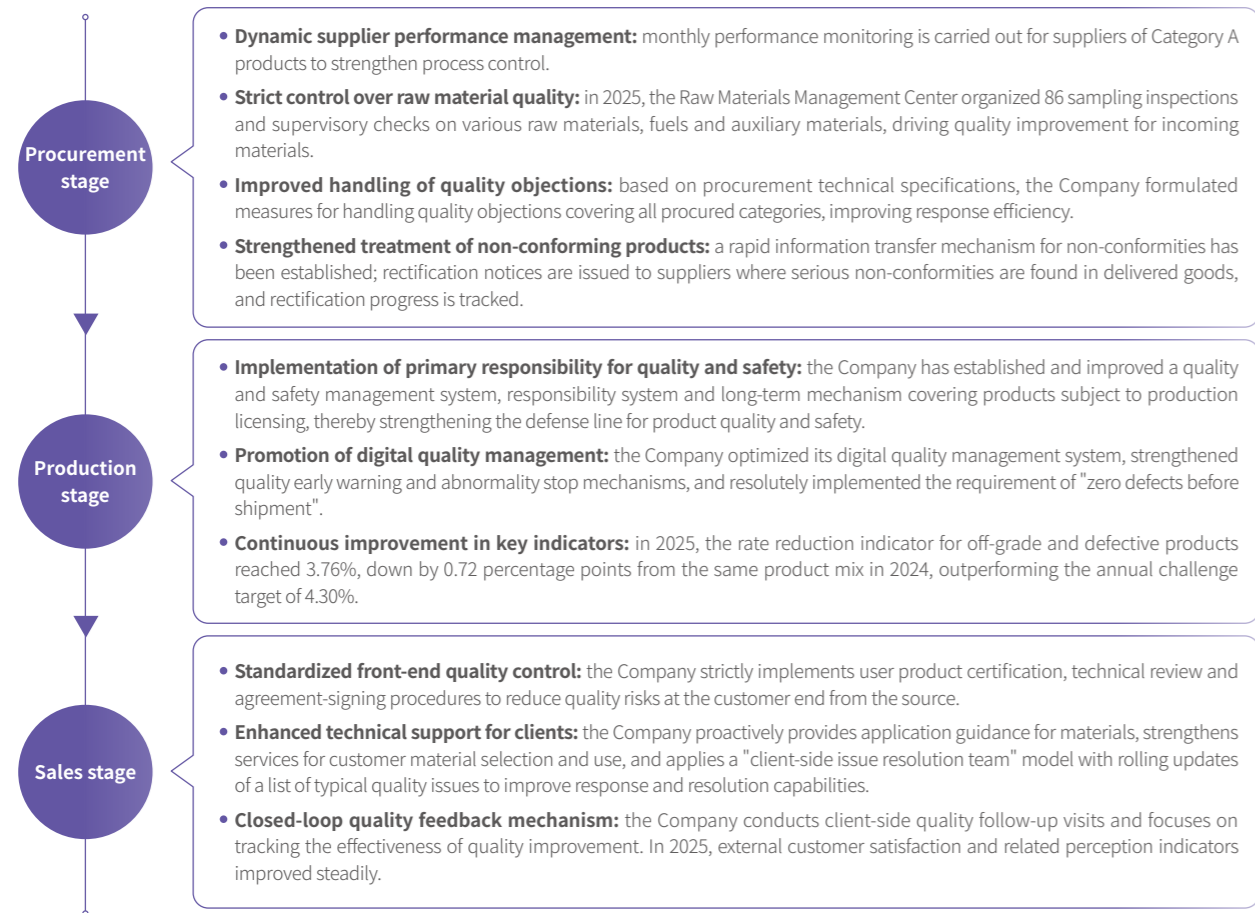 Procurement
stage
• Dynamic supplier performance management: monthly performance monitoring is carried out for suppliers of Category A
products to strengthen process control.
• Strict control over raw material quality: in 2025, the Raw Materials Management Center organized 86 sampling inspections
and supervisory checks on various raw materials, fuels and auxiliary materials, driving quality improvement for incoming
materials.
• Improved handling of quality objections: based on procurement technical specifications, the Company formulated
measures for handling quality objections covering all procured categories, improving response efficiency.
• Strengthened treatment of non-conforming products: a rapid information transfer mechanism for non-conformities has
been established; rectification notices are issued to suppliers where serious non-conformities are found in delivered goods,
and rectification progress is tracked.
Production
stage
• Implementation of primary responsibility for quality and safety: the Company has established and improved a quality
and safety management system, responsibility system and long-term mechanism covering products subject to production
licensing, thereby strengthening the defense line for product quality and safety.
• Promotion of digital quality management: the Company optimized its digital quality management system, strengthened
quality early warning and abnormality stop mechanisms, and resolutely implemented the requirement of "zero defects before
shipment".
• Continuous improvement in key indicators: in 2025, the rate reduction indicator for off-grade and defective products
reached 3.76%, down by 0.72 percentage points from the same product mix in 2024, outperforming the annual challenge
target of 4.30%.
Sales stage
• Standardized front-end quality control: the Company strictly implements user product certification, technical review and
agreement-signing procedures to reduce quality risks at the customer end from the source.
• Enhanced technical support for clients: the Company proactively provides application guidance for materials, strengthens
services for customer material selection and use, and applies a "client-side issue resolution team" model with rolling updates
of a list of typical quality issues to improve response and resolution capabilities.
• Closed-loop quality feedback mechanism: the Company conducts client-side quality follow-up visits and focuses on
tracking the effectiveness of quality improvement. In 2025, external customer satisfaction and related perception indicators
improved steadily.